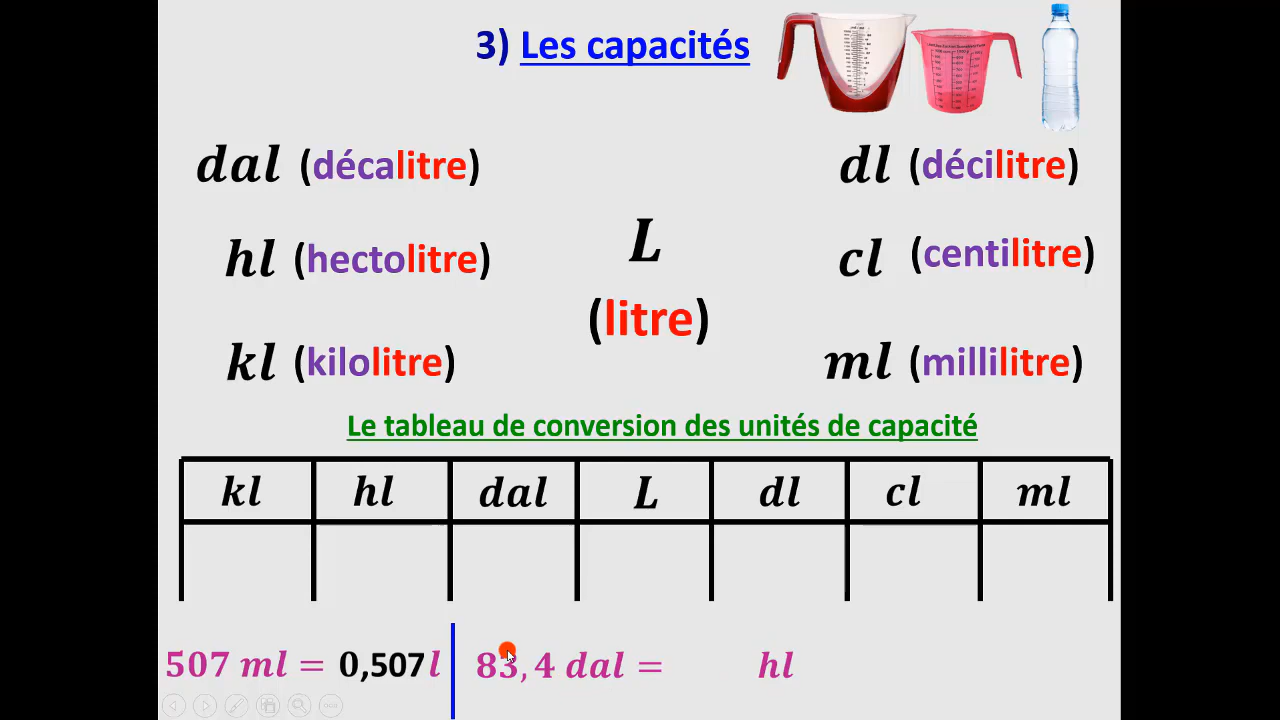 3) Les capacités
dal (décalitre)
dl (décilitre)
L
hl (hectolitre)
cl (centilitre)
(litre)
kl (kilolitre)
ml (millilitre)
Le tableau de conversion des unités de capacité
kl hl dal L dl cl ml
507 ml = 0,507 l
83,4 dal = hl